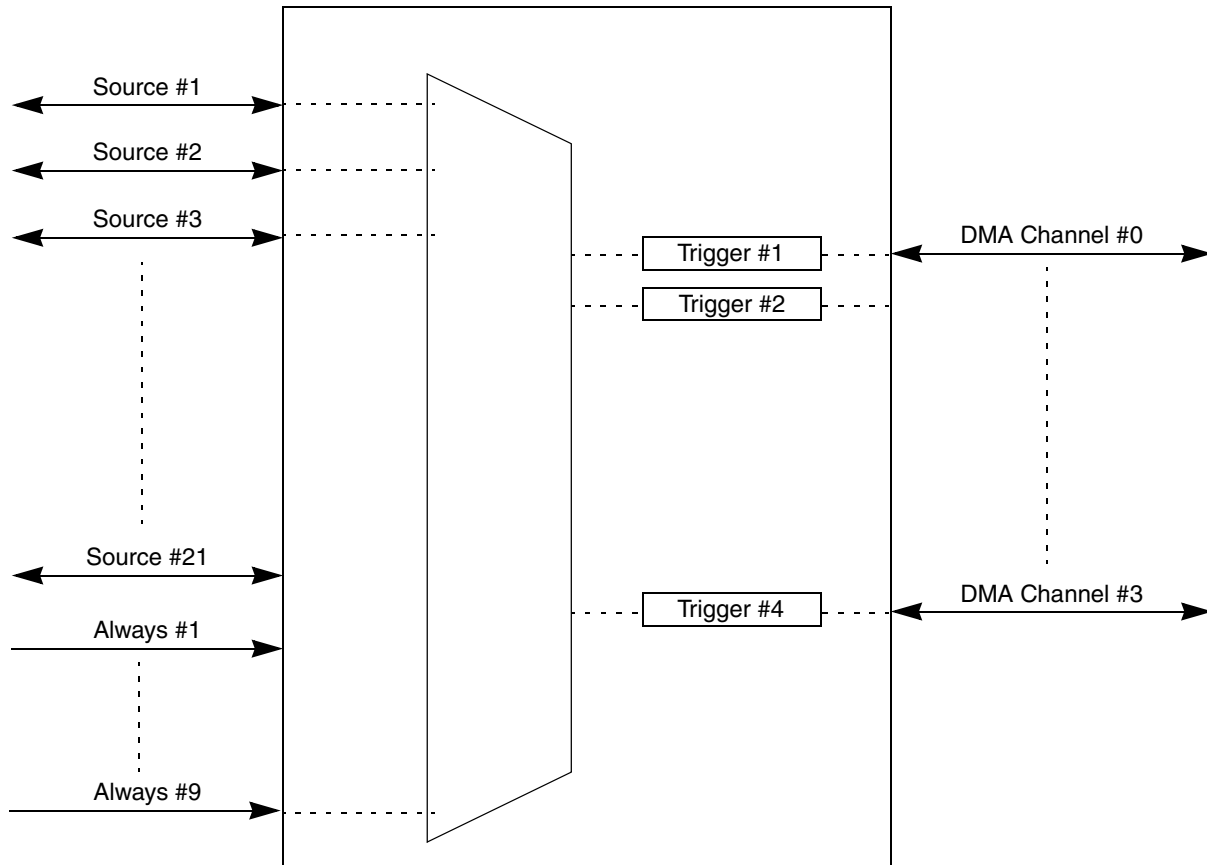 Source #1
Source #2
Source #3
Trigger #1
DMA Channel #0
Trigger #2
Source #21
Trigger #4
DMA Channel #3
Always #1
Always #9